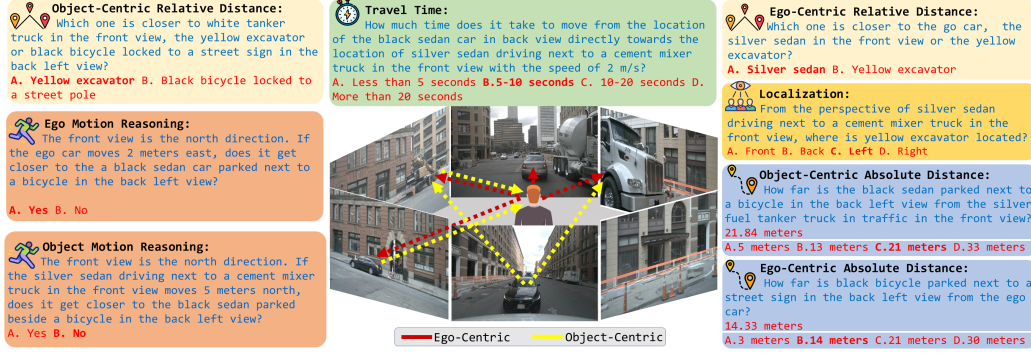 Object-Centric Relative Distance:
Which one is closer to white tanker
truck in the front view, the yellow excavator
or black bicycle locked to a street sign in the
back left view?
A. Yellow excavator B. Black bicycle locked to
a street pole
Ego Motion Reasoning:
The front view is the north direction. If
the ego car moves 2 meters east, does it get
closer to the a black sedan car parked next to
a bicycle in the back left view?
A. Yes B. No
Object Motion Reasoning:
The front view is the north direction. If
the silver sedan driving next to a cement mixer
truck in the front view moves 5 meters north,
does it get closer to the black sedan parked
beside a bicycle in the back left view?
A. Yes B. No
Travel Time:
How much time does it take to move from the location
of the black sedan car in back view directly towards the
location of silver sedan driving next to a cement mixer
truck in the front view with the speed of 2 m/s?
A. Less than 5 seconds B.5-10 seconds C. 10-20 seconds D.
More than 20 seconds
Ego-Centric
Object-Centric
Ego-Centric Relative Distance:
Which one is closer to the go car, the
silver sedan in the front view or the yellow
excavator?
A. Silver sedan B. Yellow excavator
Localization:
From the perspective of silver sedan
driving next to a cement mixer truck in the
front view, where is yellow excavator located?
A. Front B. Back C. Left D. Right
Object-Centric Absolute Distance:
How far is the black sedan parked next to
a bicycle in the back left view from the silver
fuel tanker truck in traffic in the front view?
21.84 meters
A.5 meters B.13 meters C.21 meters D.33 meters
Ego-Centric Absolute Distance:
How far is black bicycle parked next to a
street sign in the back left view from the ego
car?
14.33 meters
A.3 meters B.14 meters C.21 meters D.30 meters